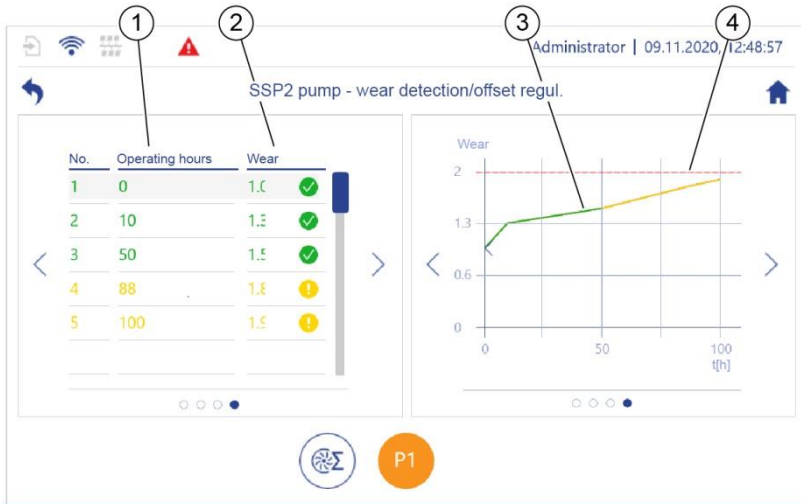 1 2 3 4
Administrator | 09.11.2020, 12:48:57
SSP2 pump - wear detection/offset regul.
No. Operating hours Wear
1 0
2 10
3 50
4 88
5 100
Wear
2
1.3
0.6
0
0 50 100
t[h]
P1